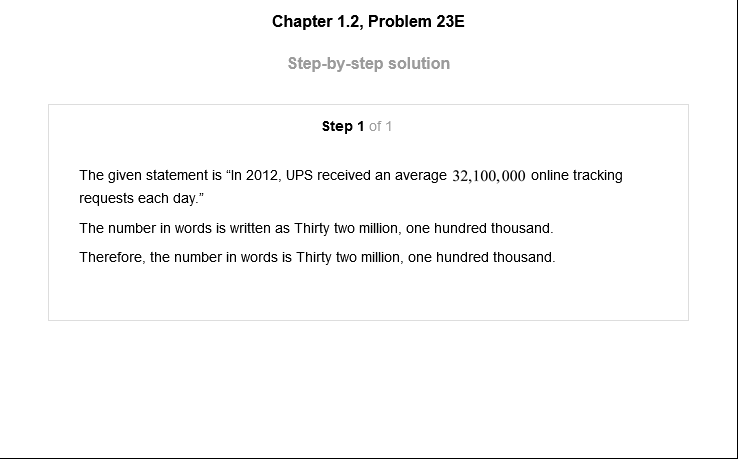 Chapter 1.2, Problem 23E
Step-by-step solution
Step 1 of 1
The given statement is “In 2012, UPS received an average 32,100,000 online tracking
requests each day.”
The number in words is written as Thirty two million, one hundred thousand.
Therefore, the number in words is Thirty two million, one hundred thousand.